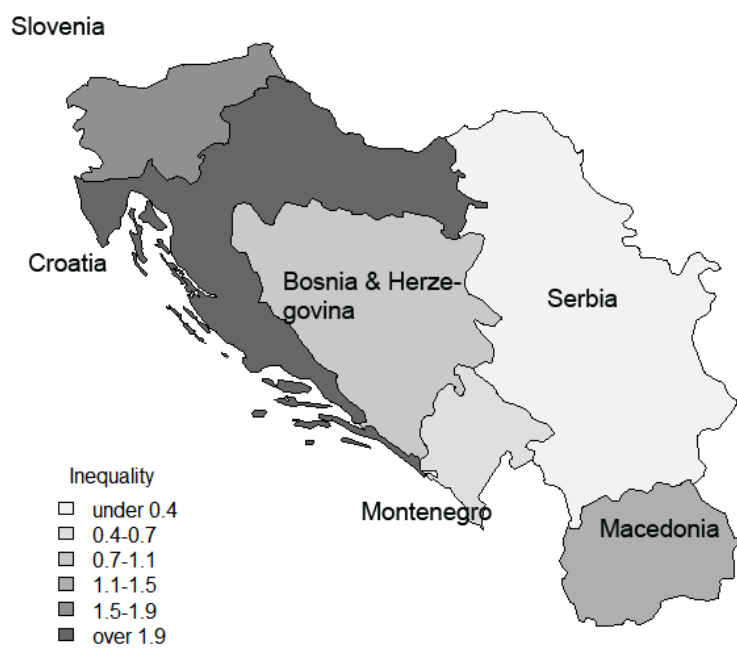 Slovenia
Croatia
Bosnia & Herze-
govina
Serbia
Montenegro
Macedonia
Inequality
under 0.4
0.4-0.7
0.7-1.1
1.1-1.5
1.5-1.9
over 1.9